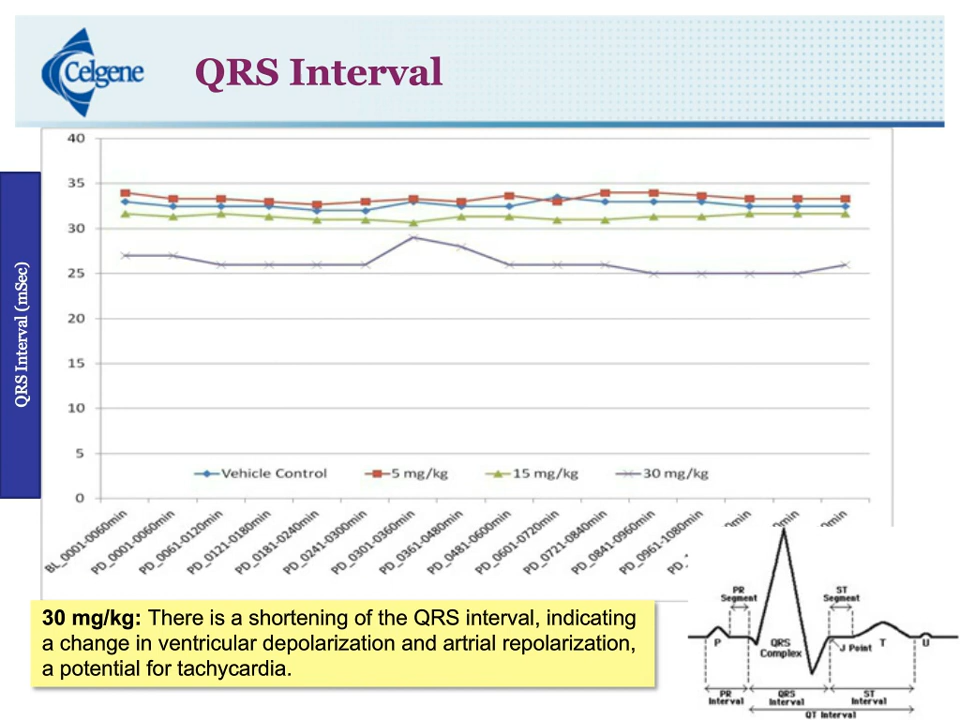 Celgene
QRS Interval
QRS Interval (mSec)
40
35
30
25
20
15
10
5
0
Vehicle Control
5 mg/kg
15 mg/kg
30 mg/kg
BL_0001-0060min
PD_0001-0060min
PD_0061-0120min
PD_0121-0180min
PD_0181-0240min
PD_0241-0300min
PD_0301-0360min
PD_0361-0480min
PD_0481-0600min
PD_0601-0720min
PD_0721-0840min
PD_0841-0960min
PD_0961-1080min
30 mg/kg: There is a shortening of the QRS interval, indicating
a change in ventricular depolarization and artrial repolarization,
a potential for tachycardia.
PR
Segment
ST
Segment
P
QRS
Complex
J Point
T
U
PR
Interval
QRS
Interval
ST
Interval
QT Interval